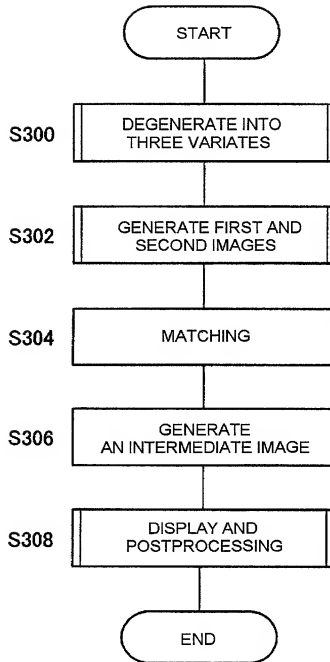 START
S300
DEGENERATE INTO
THREE VARIATES
S302
GENERATE FIRST AND
SECOND IMAGES
S304
MATCHING
S306
GENERATE
AN INTERMEDIATE IMAGE
S308
DISPLAY AND
POSTPROCESSING
END